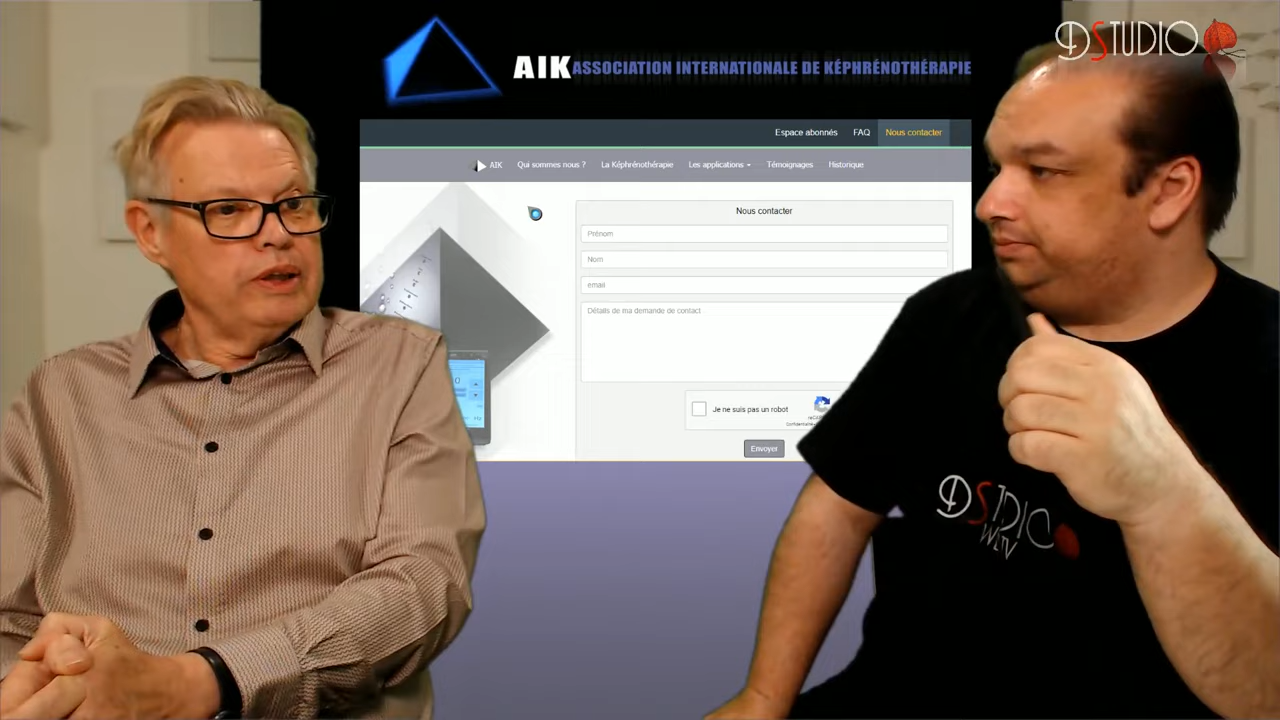 DSTUDIO
AIK ASSOCIATION INTERNATIONALE DE KÉPHRÉNOTHÉRAPIE
Espace abonnés FAQ Nous contacter
AIK Qui sommes nous ? La Képhrénothérapie Les applications Témoignages Historique
Nous contacter
Prénom
Nom
email
Détails de ma demande de contact
Je ne suis pas un robot
Envoyer
DSTUDIO
WLTV